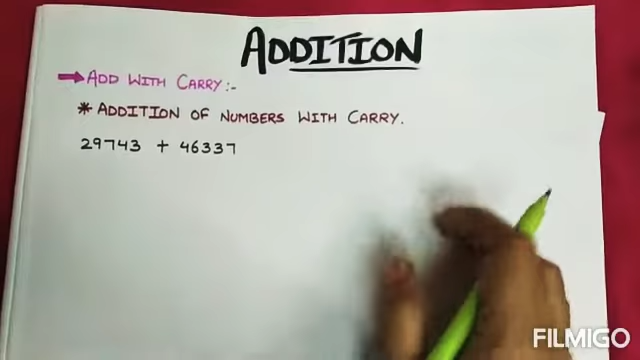 ADDITION
→ ADD WITH CARRY:-
* ADDITION OF NUMBERS WITH CARRY.
29743 + 46337
FILMIGO